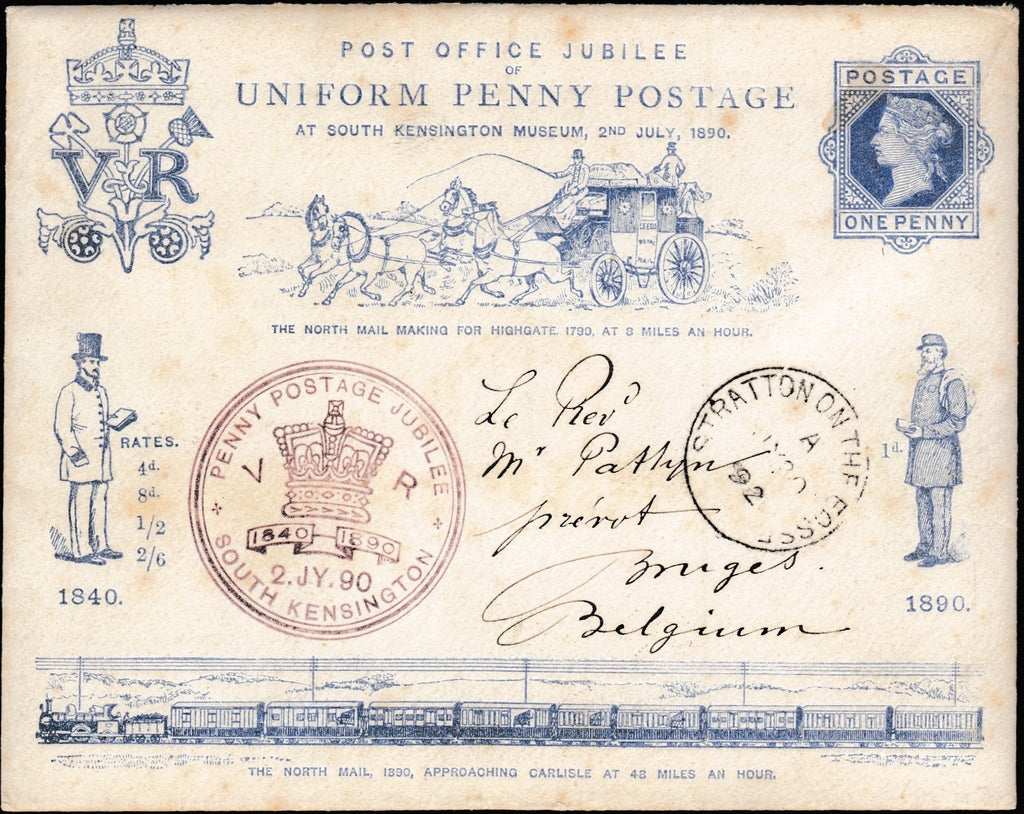 POST OFFICE JUBILEE
OF
UNIFORM PENNY POSTAGE
AT SOUTH KENSINGTON MUSEUM, 2ND JULY, 1890.
VR
POSTAGE
ONE PENNY
LEEDS
ROYAL
MAIL
THE NORTH MAIL MAKING FOR HIGHGATE. 1790, AT 8 MILES AN HOUR.
RATES.
4d.
8d.
1/2
2/6
1840.
PENNY POSTAGE JUBILEE
V R
1840 1890
2.JY.90
SOUTH KENSINGTON
Le Revd
Mr Pattyn
prévot
Bruges.
Belgium
STRATTON ON THE FOSSE
A
92
1d.
1890.
THE NORTH MAIL, 1890, APPROACHING CARLISLE AT 48 MILES AN HOUR.